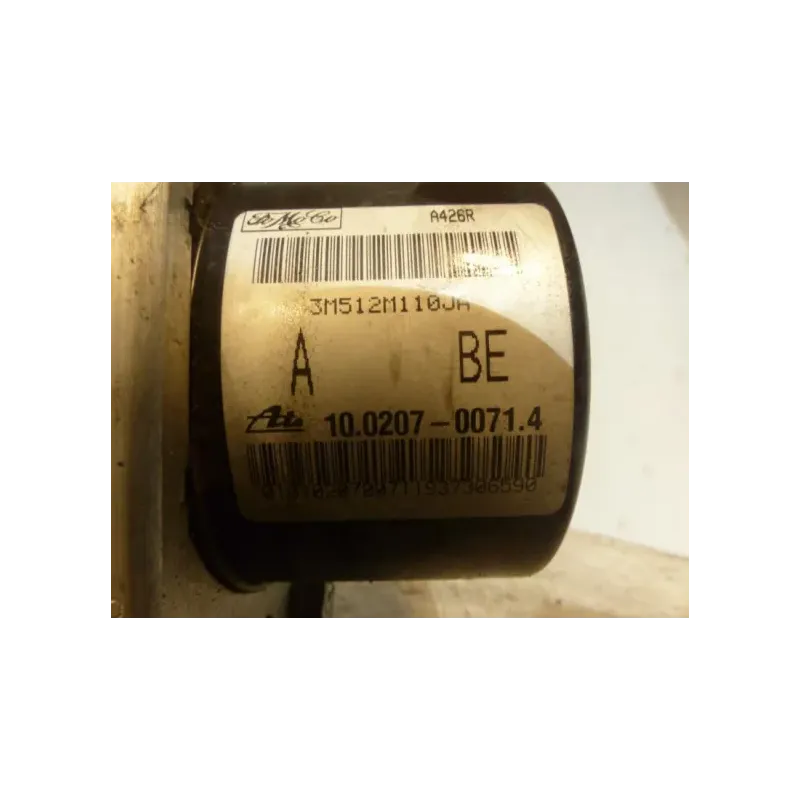 FoMoCo A426R
3M512M110JA
A BE
Ate 10.0207-0071.4